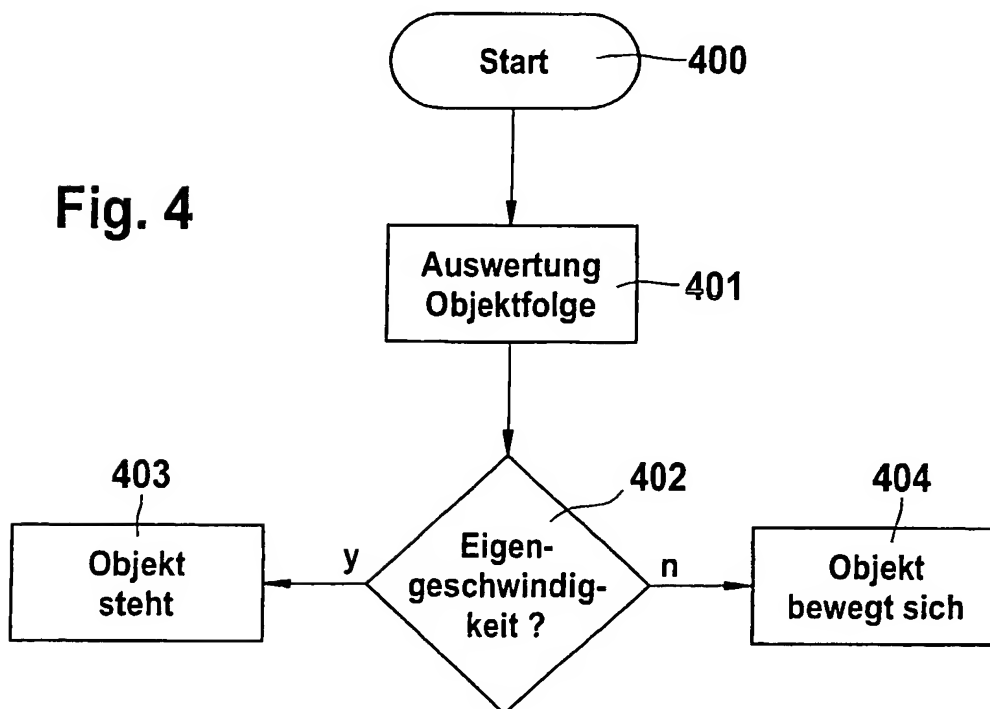 Start
400
Fig. 4
Auswertung
Objektfolge
401
403
402
404
Objekt
steht
y
Eigen-
geschwindig-
keit ?
n
Objekt
bewegt sich